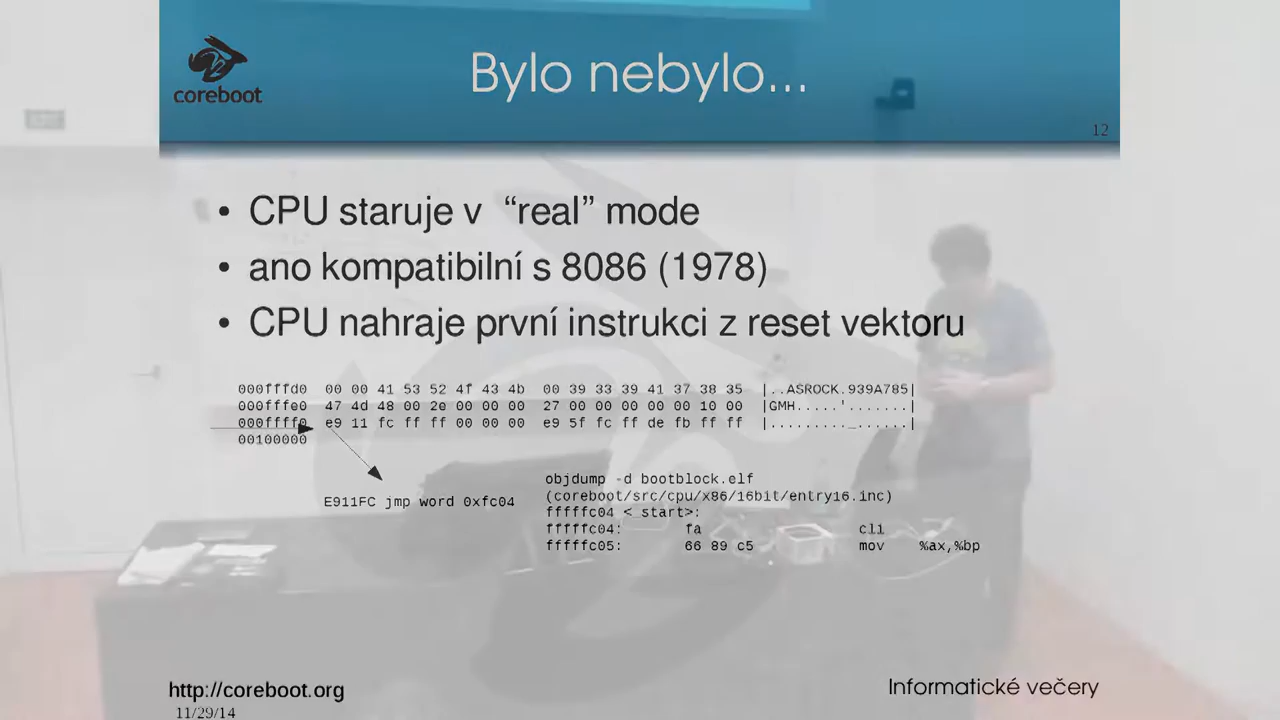 coreboot
Bylo nebylo...
12
• CPU staruje v “real” mode
• ano kompatibilní s 8086 (1978)
• CPU nahraje první instrukci z reset vektoru
000fffd0 00 00 41 53 52 4f 43 4b 00 39 33 39 41 37 38 35 |..ASROCK.939A785|
000fffe0 47 4d 48 00 2e 00 00 00 27 00 00 00 00 00 10 00 |GMH.....'.......|
000ffff0 e9 11 fc ff ff 00 00 00 e9 5f fc ff de fb ff ff |........._......|
00100000
E911FC jmp word 0xfc04
objdump -d bootblock.elf
(coreboot/src/cpu/x86/16bit/entry16.inc)
fffffc04 <_start>:
fffffc04: fa cli
fffffc05: 66 89 c5 mov %ax,%bp
http://coreboot.org
11/29/14
Informatické večery